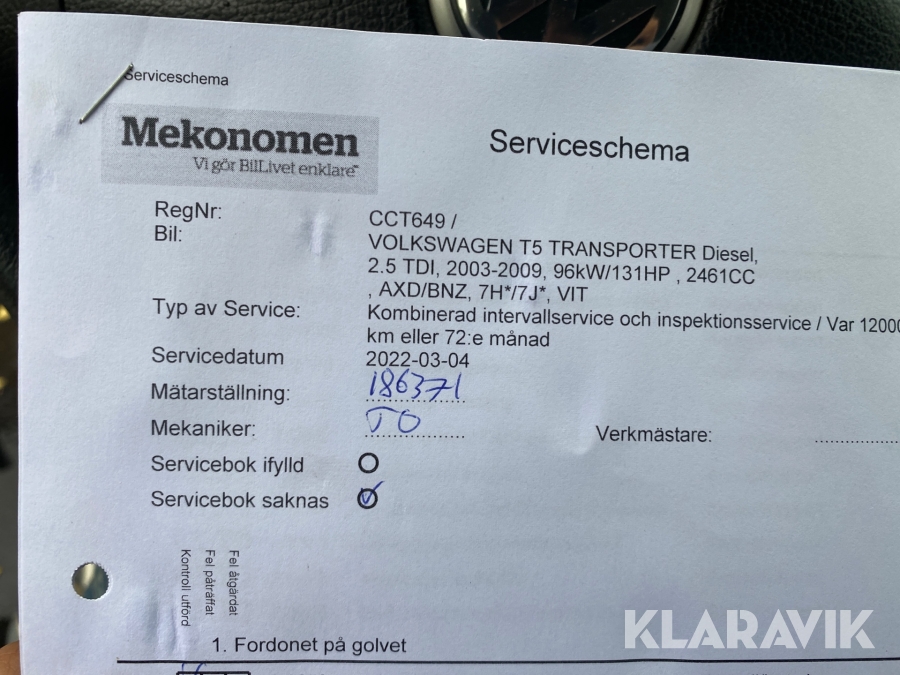 Serviceschema
Mekonomen
Vi gör BilLivet enklare™
Serviceschema
RegNr: CCT649 /
Bil: VOLKSWAGEN T5 TRANSPORTER Diesel,
2.5 TDI, 2003-2009, 96kW/131HP , 2461CC
, AXD/BNZ, 7H*/7J*, VIT
Typ av Service: Kombinerad intervallservice och inspektionsservice / Var 12000
km eller 72:e månad
Servicedatum 2022-03-04
Mätarställning: 186371
Mekaniker: TO Verkmästare:
Servicebok ifylld
Servicebok saknas
Kontroll utförd
Fel påträffat
Fel åtgärdat
1. Fordonet på golvet
KLARAVIK